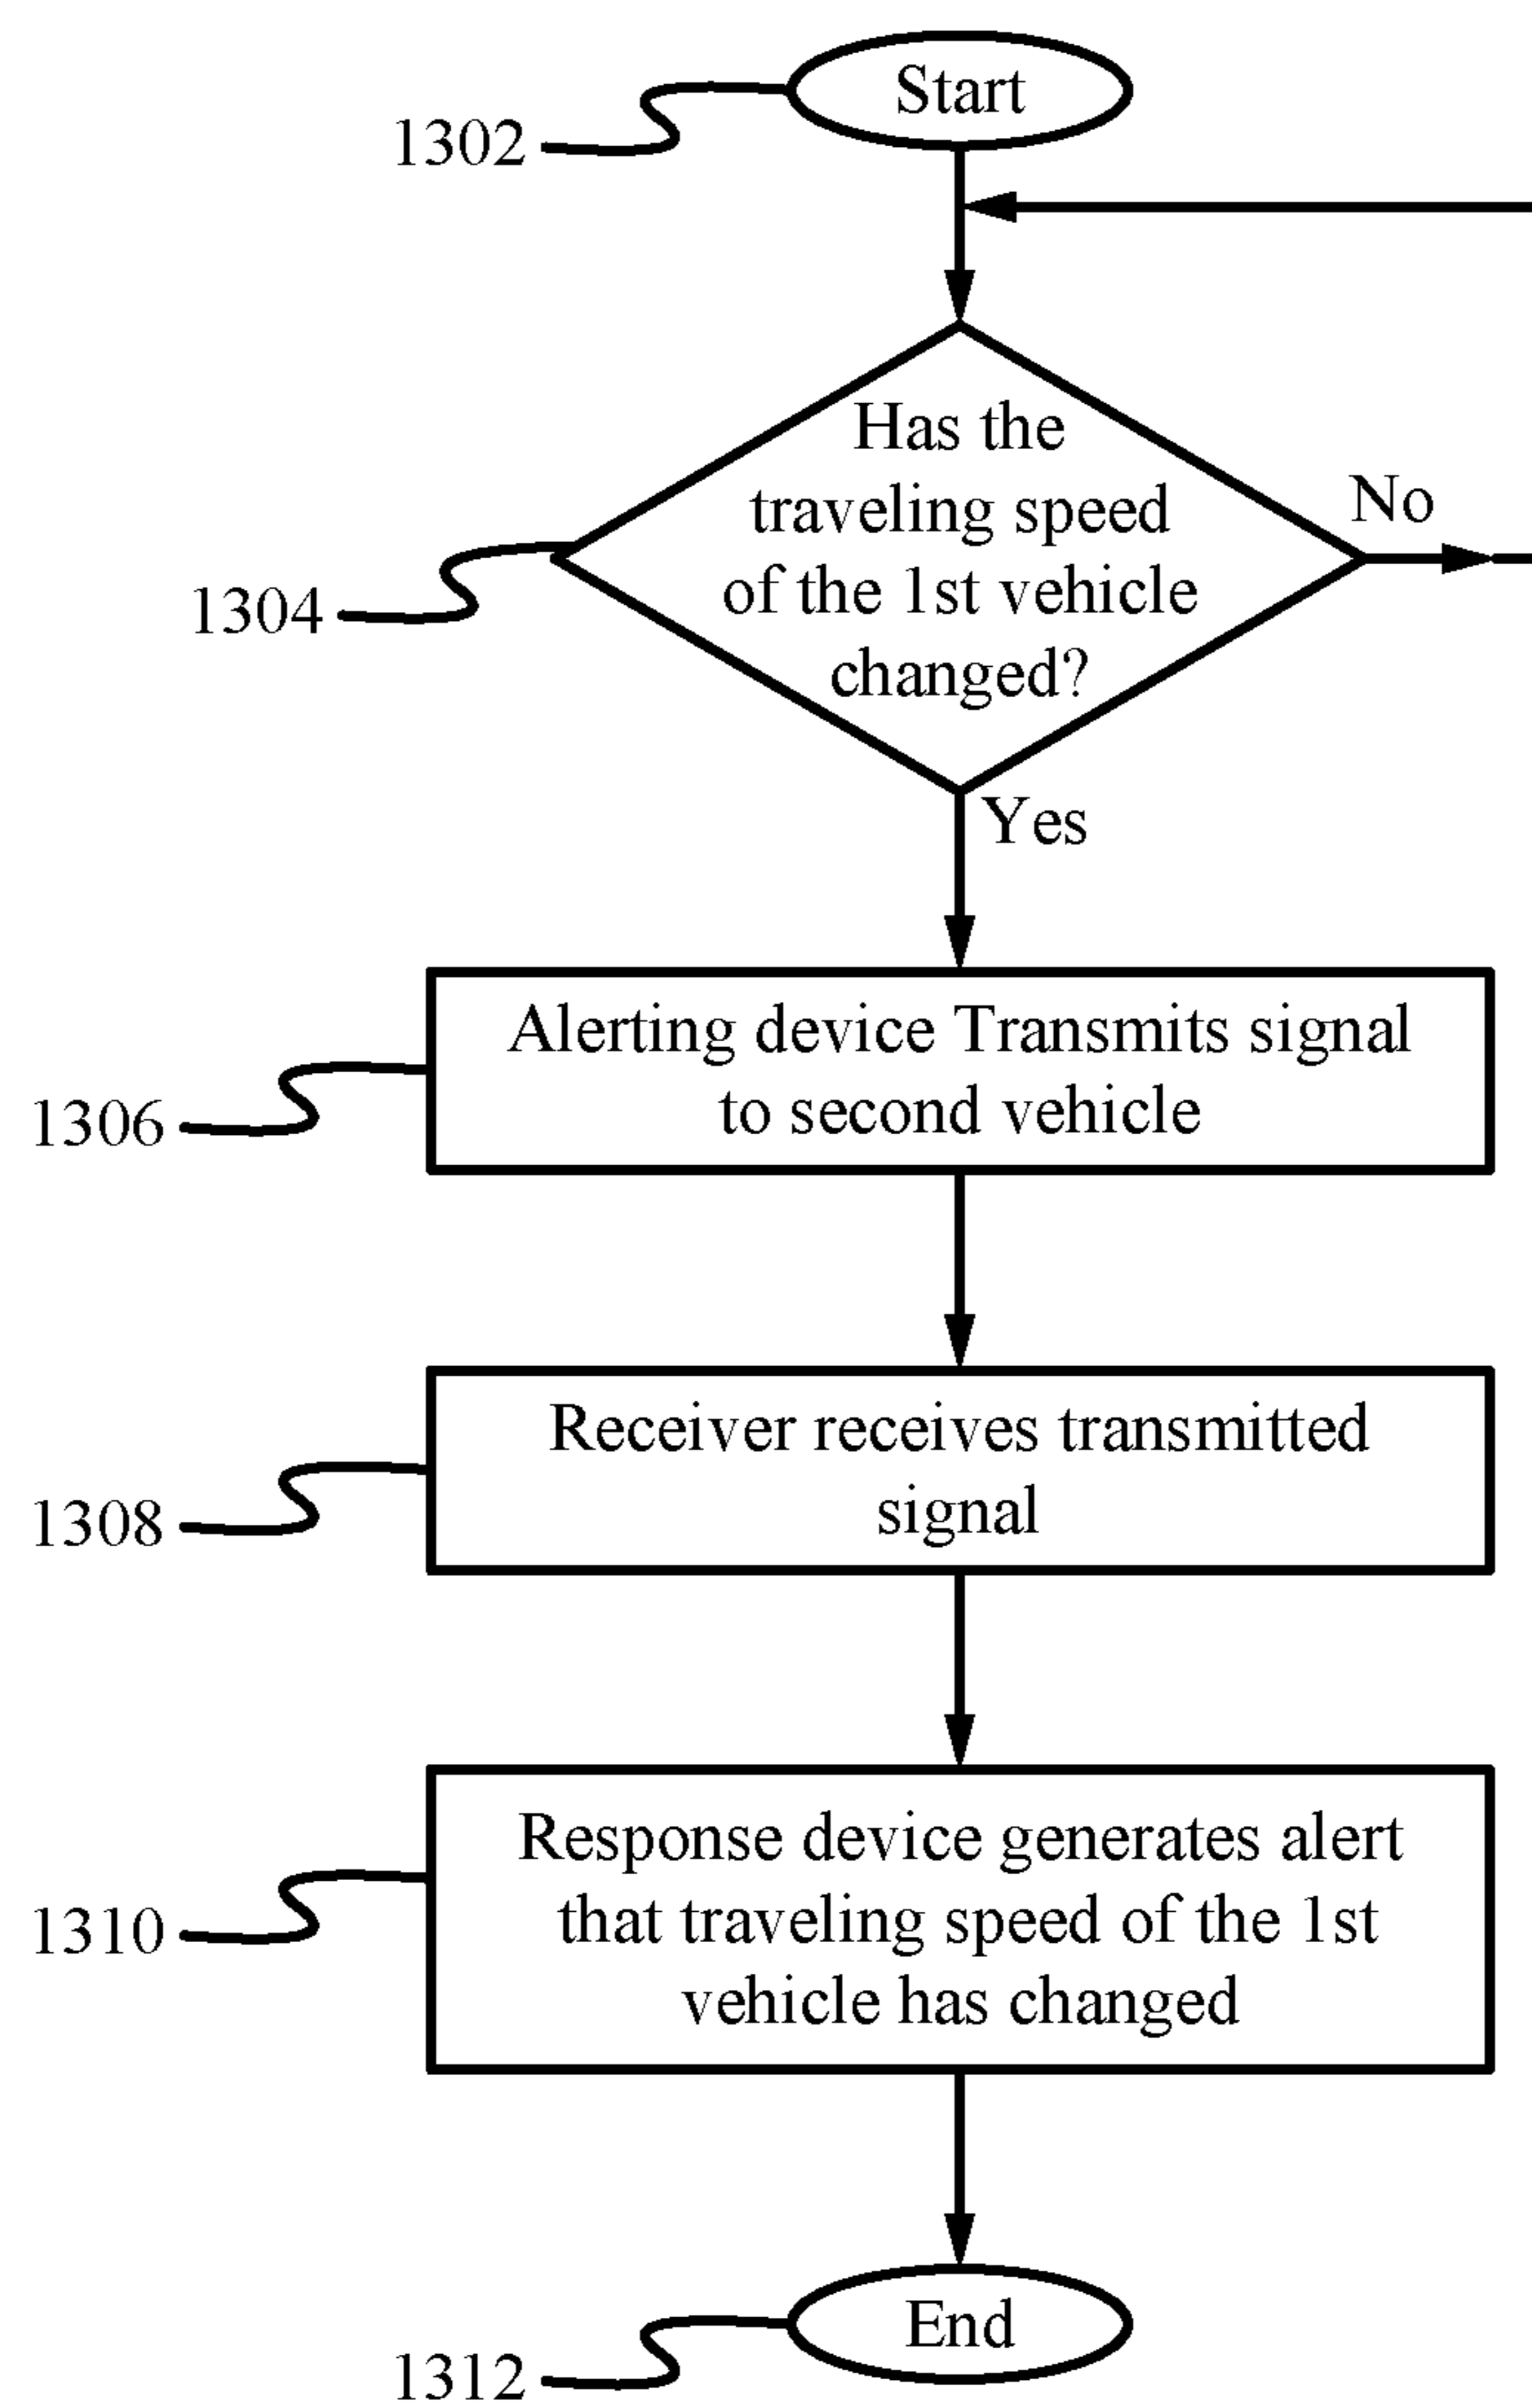 Start
1302
Has the
traveling speed
of the 1st vehicle
changed?
No
1304
Yes
Alerting device Transmits signal
to second vehicle
1306
Receiver receives transmitted
signal
1308
Response device generates alert
that traveling speed of the 1st
vehicle has changed
1310
End
1312